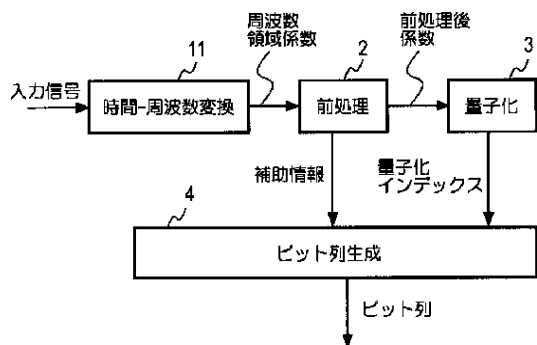 周波数
領域係数
前処理後
係数
11
2
3
入力信号
時間-周波数変換
前処理
量子化
補助情報
量子化
インデックス
4
ビット列生成
ビット列